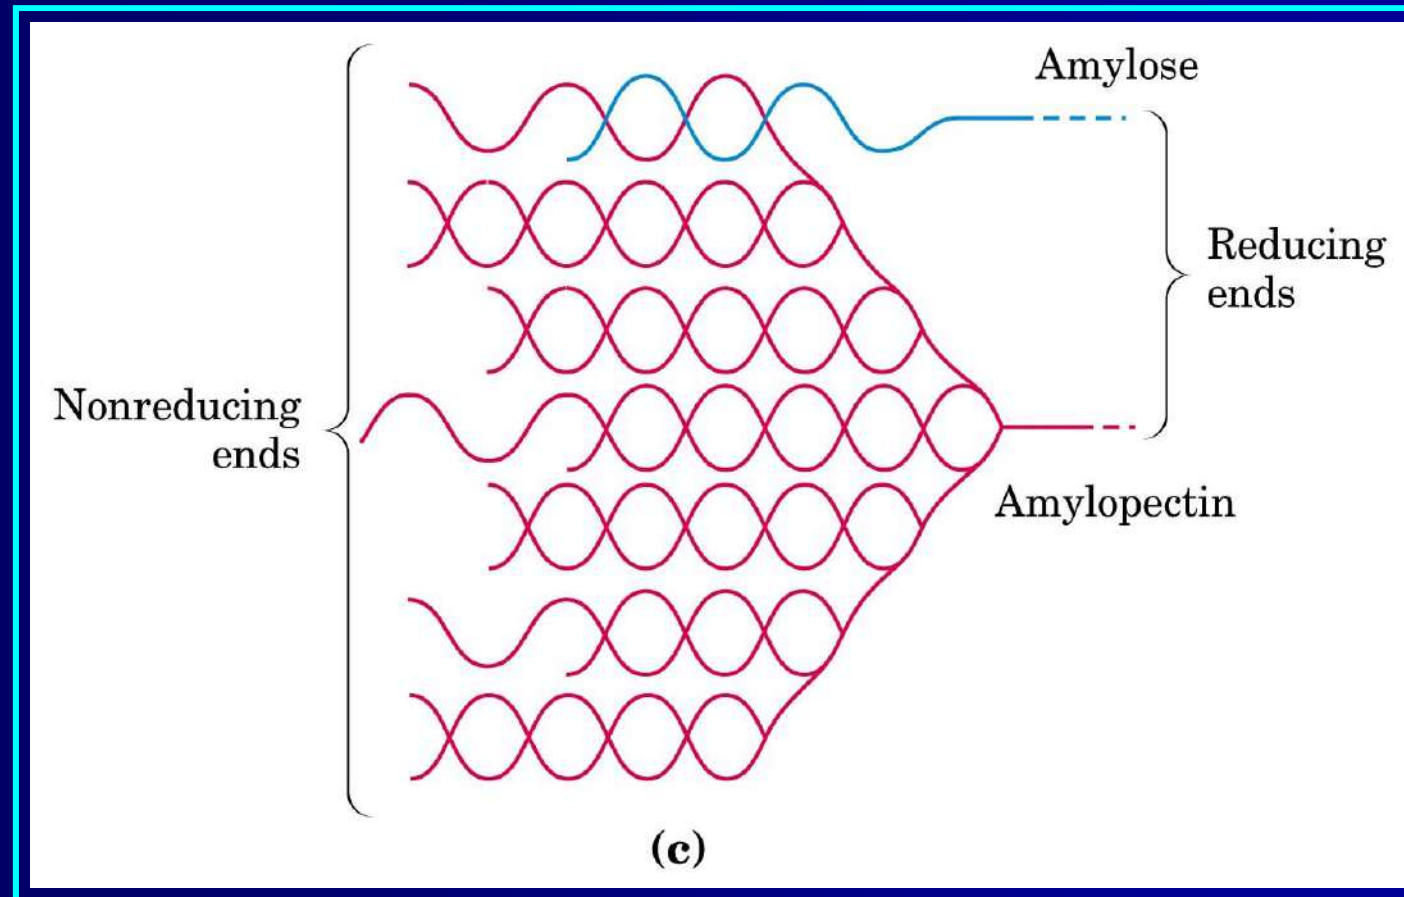 Amylose
Reducing
ends
Nonreducing
ends
Amylopectin
(c)